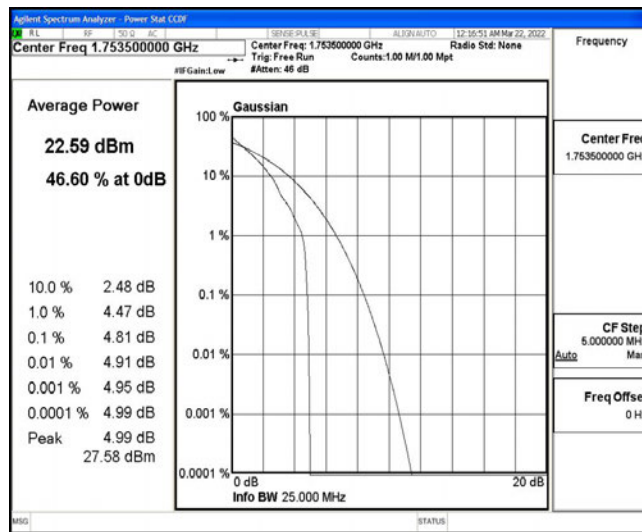 Agilent Spectrum Analyzer - Power Stat CCDF
RL RF 50 Ω AC SENSE:PULSE ALIGN AUTO 12:16:51 AM Mar 22, 2022
Center Freq 1.753500000 GHz
Center Freq: 1.753500000 GHz Radio Std: None
Trig: Free Run Counts:1.00 M/1.00 Mpt
#IFGain:Low #Atten: 46 dB
Frequency
Average Power
22.59 dBm
46.60 % at 0dB
10.0 % 2.48 dB
1.0 % 4.47 dB
0.1 % 4.81 dB
0.01 % 4.91 dB
0.001 % 4.95 dB
0.0001 % 4.99 dB
Peak 4.99 dB
27.58 dBm
Gaussian
100 %
10 %
1 %
0.1 %
0.01 %
0.001 %
0.0001 %
0 dB 20 dB
Info BW 25.000 MHz
Center Fre
1.753500000 GH
CF Step
5.000000 MH
Auto Ma
Freq Offse
0 H
MSG STATUS